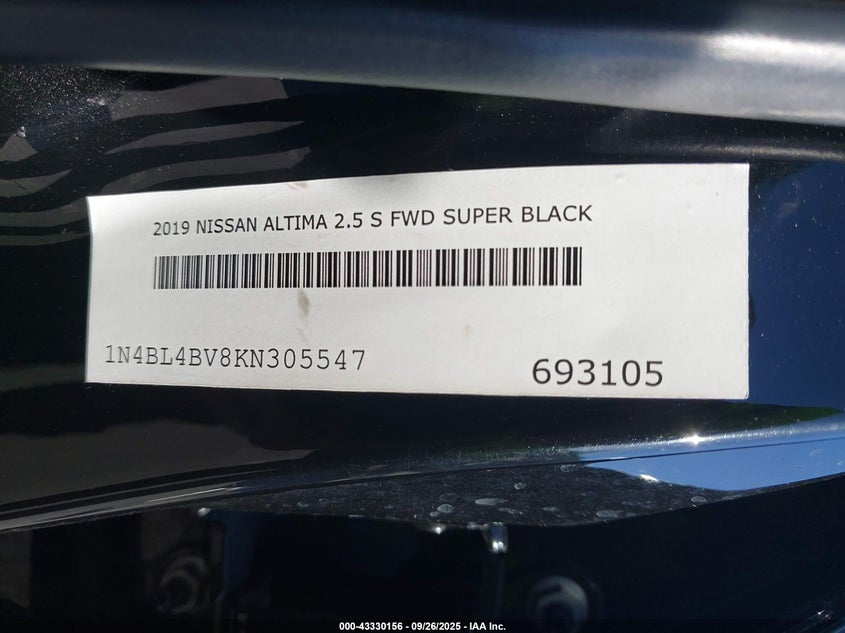 2019 NISSAN ALTIMA 2.5 S FWD SUPER BLACK
1N4BL4BV8KN305547
693105
000-43330156 - 09/26/2025 - IAA Inc.